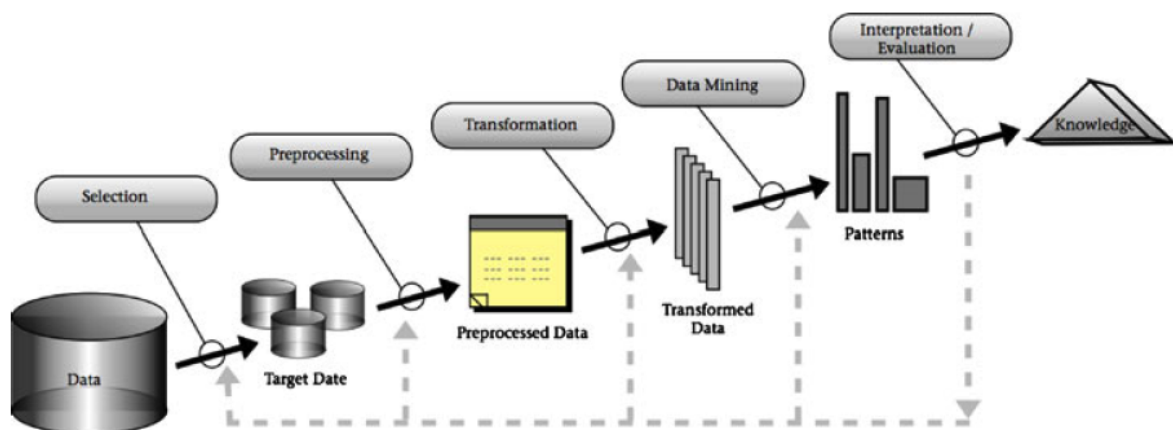 Interpretation /
Evaluation
Data Mining
Knowledge
Transformation
Preprocessing
Patterns
Selection
Transformed
Data
Preprocessed Data
Target Date
Data